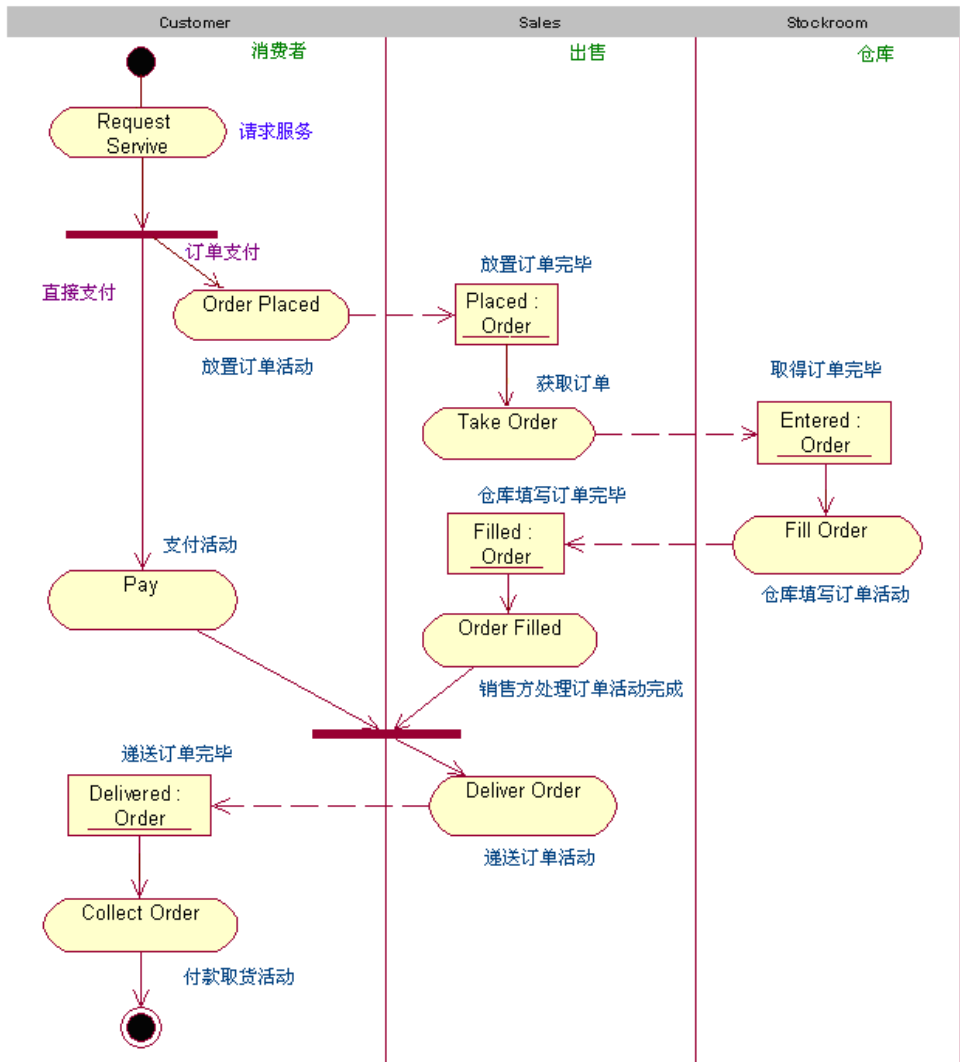 Customer
Sales
Stockroom
消费者
出售
仓库
Request
Servive
请求服务
订单支付
直接支付
放置订单完毕
Order Placed
Placed :
Order
放置订单活动
获取订单
取得订单完毕
Take Order
Entered :
Order
仓库填写订单完毕
Filled :
Order
Fill Order
支付活动
仓库填写订单活动
Pay
Order Filled
销售方处理订单活动完成
递送订单完毕
Delivered :
Order
Deliver Order
递送订单活动
Collect Order
付款取货活动